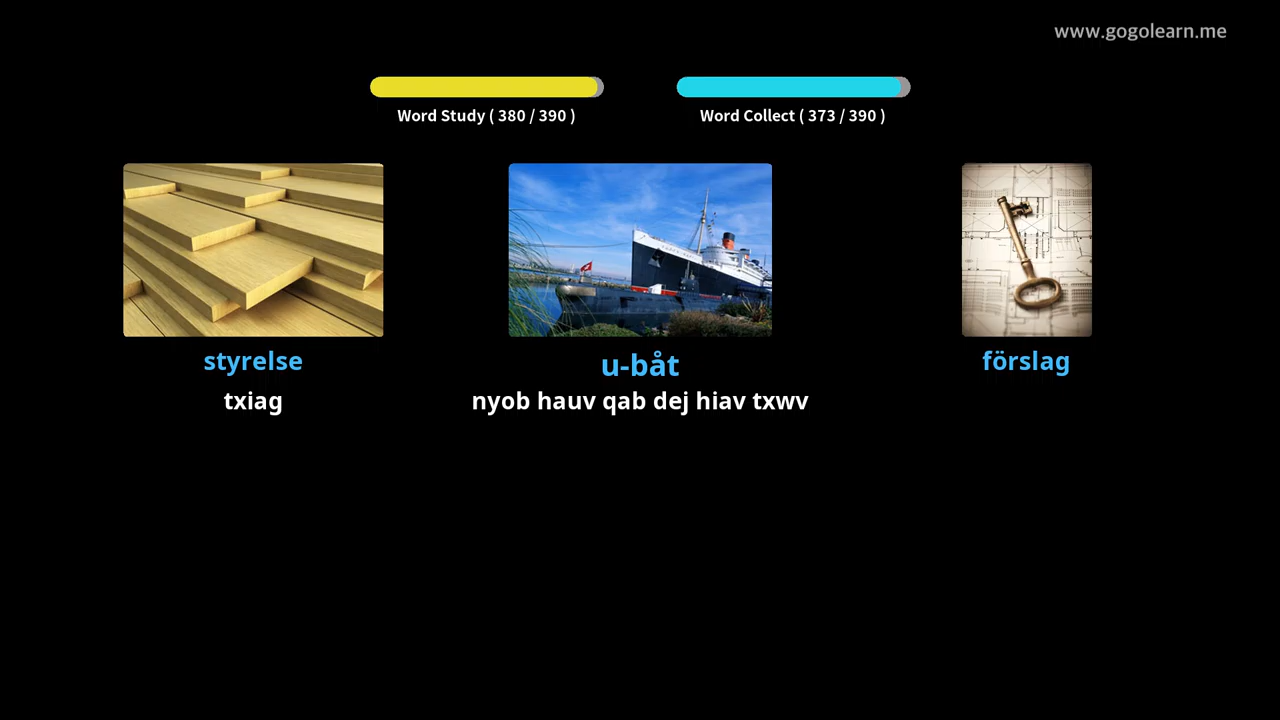 www.gogolearn.me
Word Study ( 380 / 390 )
Word Collect ( 373 / 390 )
styrelse
txiag
u-båt
nyob hauv qab dej hiav txwv
förslag